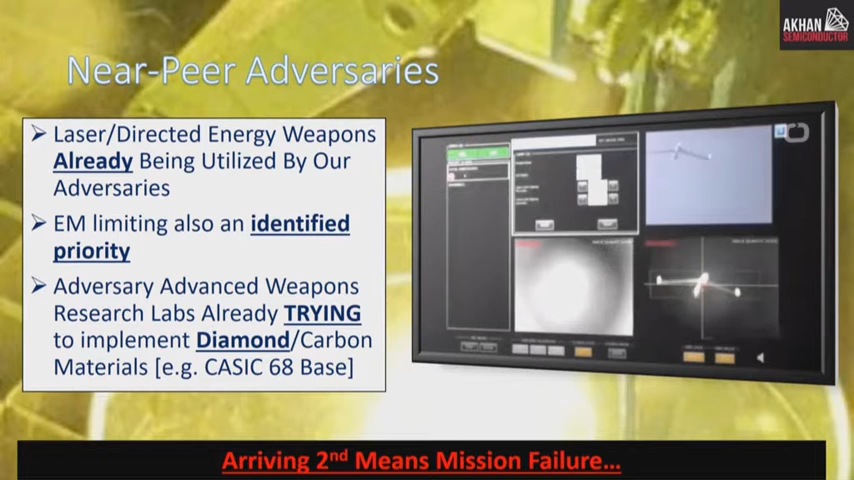 AKHAN
SEMICONDUCTOR
Near-Peer Adversaries
➢ Laser/Directed Energy Weapons
Already Being Utilized By Our
Adversaries
➢ EM limiting also an identified
priority
➢ Adversary Advanced Weapons
Research Labs Already TRYING
to implement Diamond/Carbon
Materials [e.g. CASIC 68 Base]
Arriving 2nd Means Mission Failure...